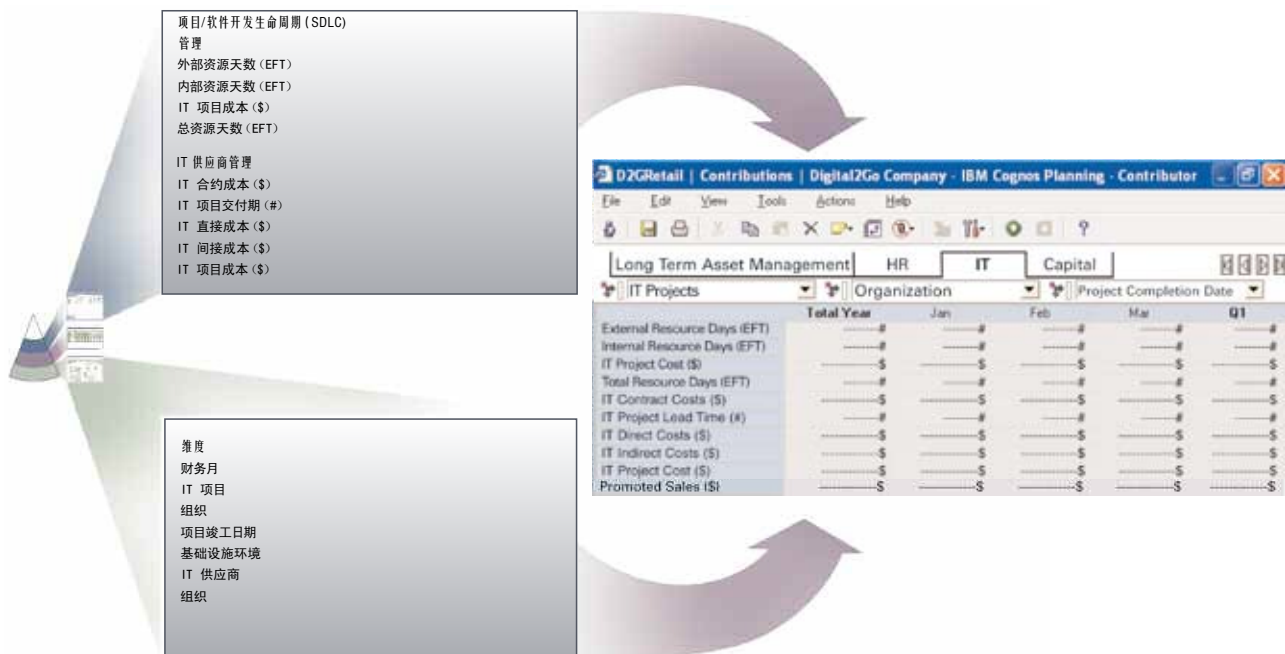 项目/软件开发生命周期(SDLC)
管理
外部资源天数(EFT)
内部资源天数(EFT)
IT 项目成本($)
总资源天数(EFT)
IT 供应商管理
IT 合约成本($)
IT 项目交付期(#)
IT 直接成本($)
IT 间接成本($)
IT 项目成本($)
维度
财务月
IT 项目
组织
项目竣工日期
基础设施环境
IT 供应商
组织
D2GRetail | Contributions | Digital2Go Company - IBM Cognos Planning - Contributor
File Edit View Tools Actions Help
Long Term Asset Management HR IT Capital
IT Projects Organization Project Completion Date
Total Year Jan Feb Mar Q1
External Resource Days (EFT) # # # # #
Internal Resource Days (EFT) # # # # #
IT Project Cost ($) $ $ $ $ $
Total Resource Days (EFT) # # # # #
IT Contract Costs ($) $ $ $ $ $
IT Project Lead Time (#) # # # # #
IT Direct Costs ($) $ $ $ $ $
IT Indirect Costs ($) $ $ $ $ $
IT Project Cost ($) $ $ $ $ $
Promoted Sales ($) $ $ $ $ $